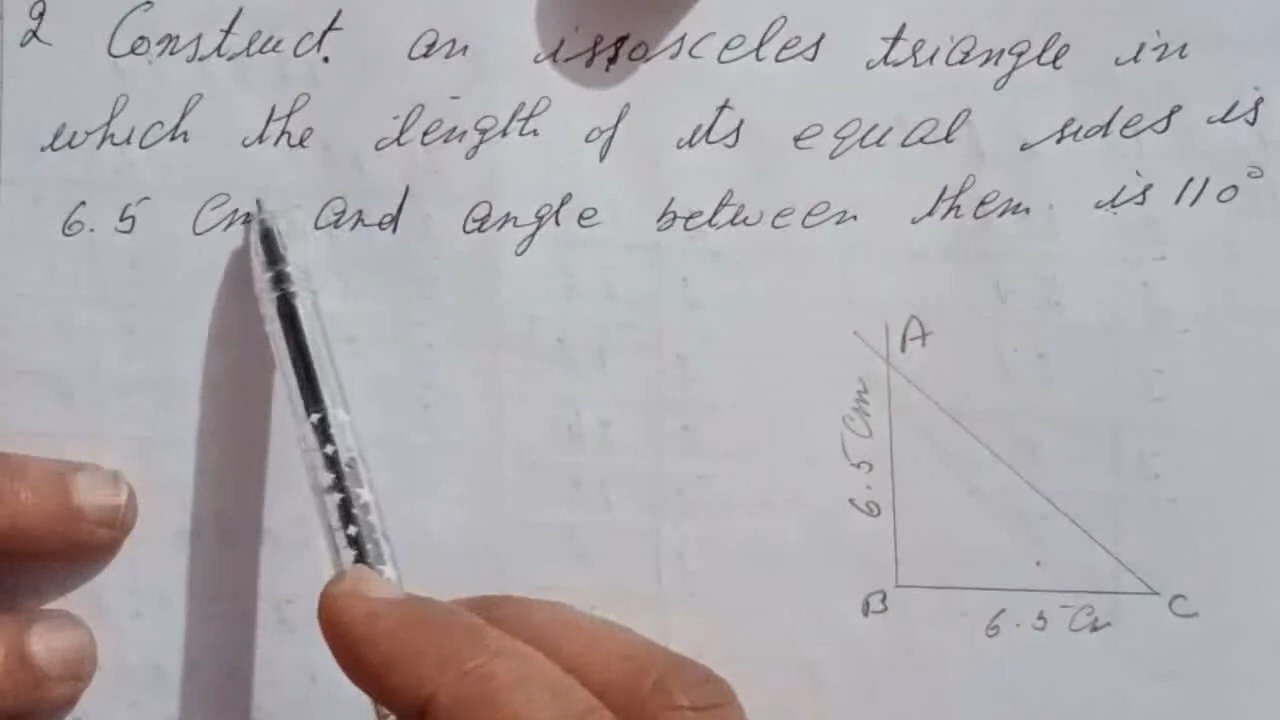 2 Construct. an issosceles triangle in
which the length of its equal sides is
6.5 Cm and angle between them. is 110°
A
6.5 Cm
B
6.5 Cm
C